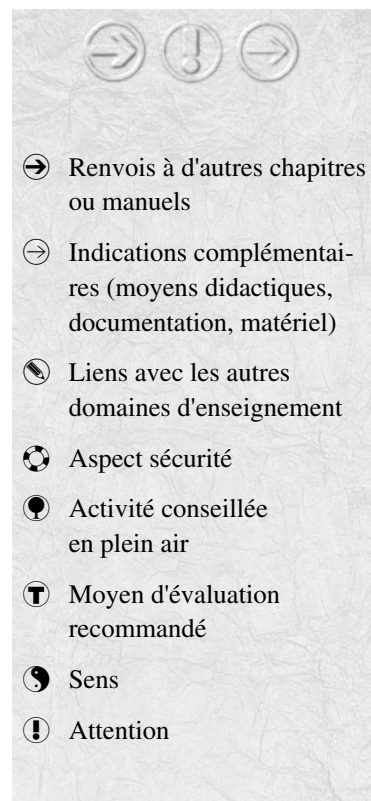 Renvois à d'autres chapitres
ou manuels
Indications complémentai-
res (moyens didactiques,
documentation, matériel)
Liens avec les autres
domaines d'enseignement
Aspect sécurité
Activité conseillée
en plein air
T Moyen d'évaluation
recommandé
Sens
! Attention